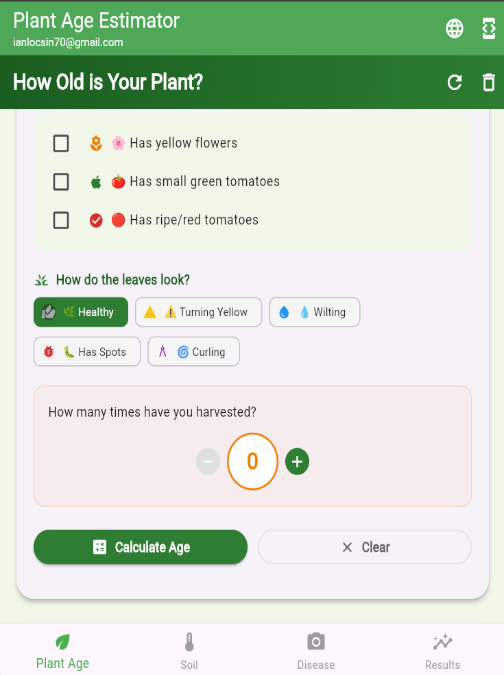 Plant Age Estimator
ianlocsin70@gmail.com
How Old is Your Plant?
Has yellow flowers
Has small green tomatoes
Has ripe/red tomatoes
How do the leaves look?
Healthy
Turning Yellow
Wilting
Has Spots
Curling
How many times have you harvested?
0
Calculate Age
Clear
Plant Age
Soil
Disease
Results